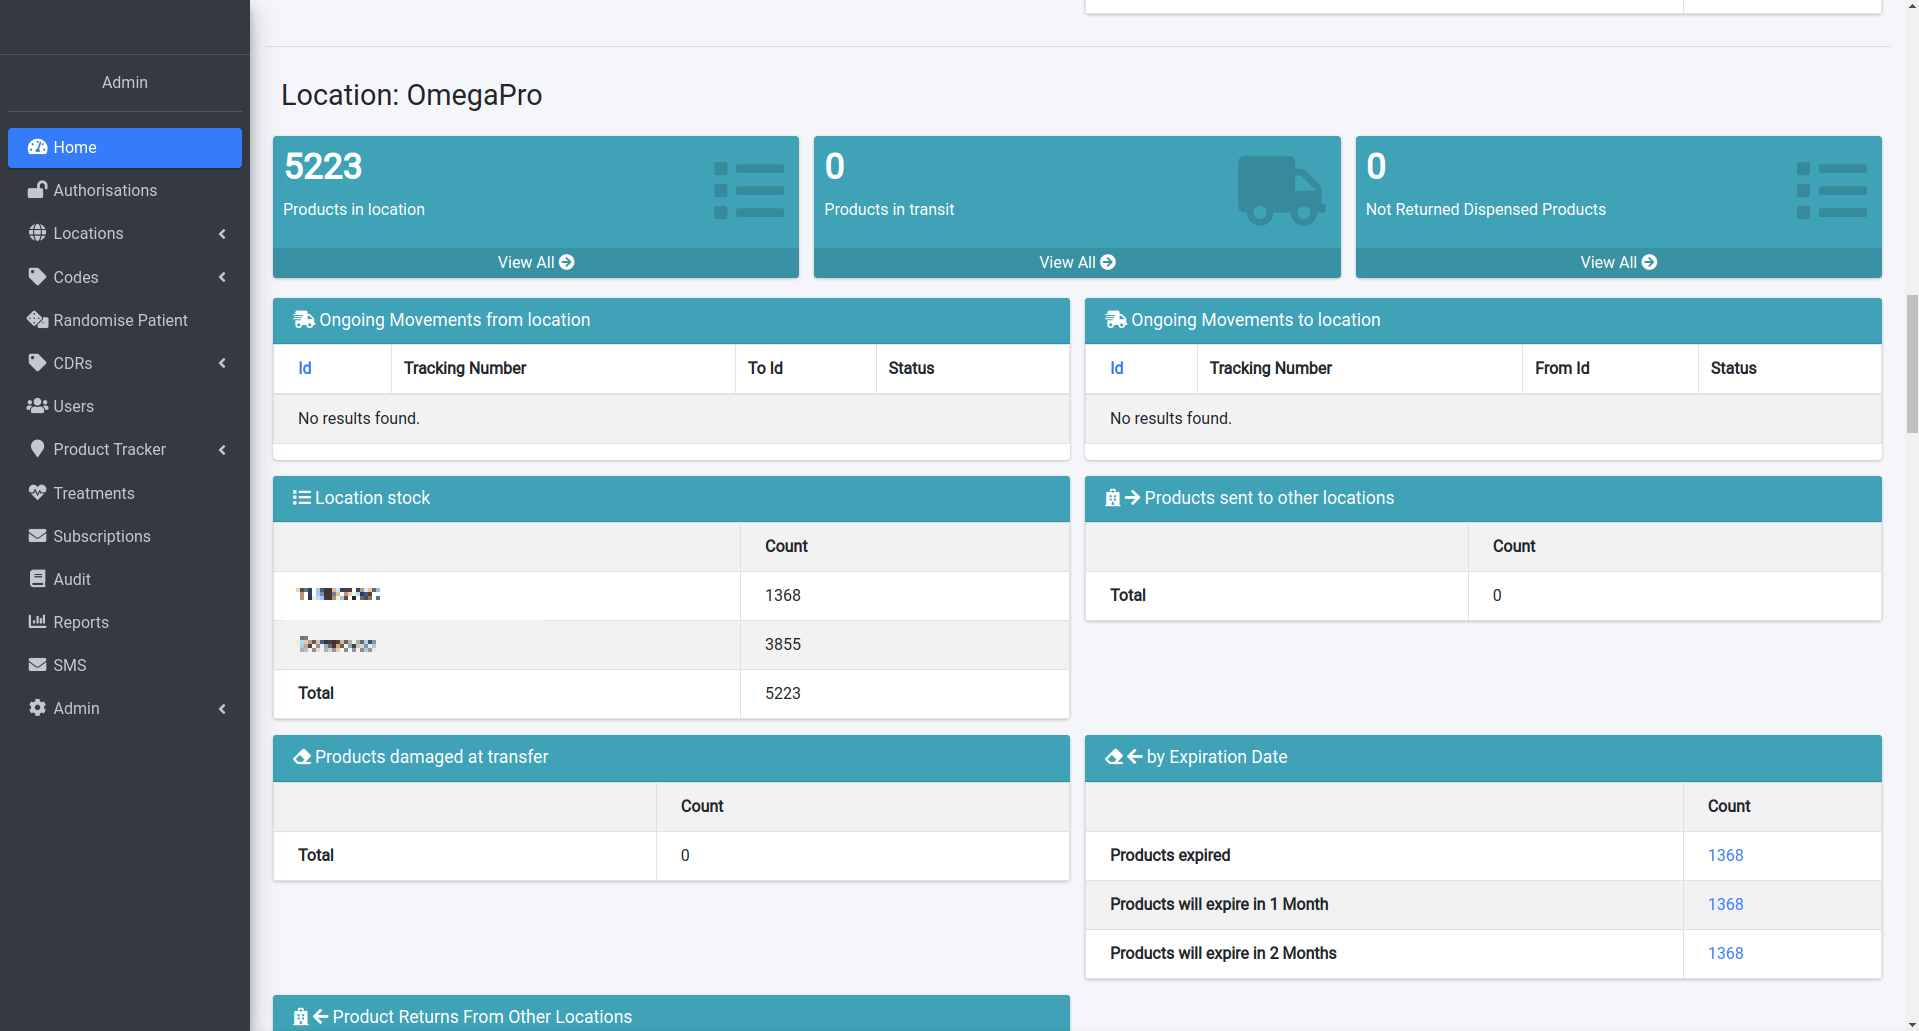 Admin
Home
Authorisations
Locations
Codes
Randomise Patient
CDRs
Users
Product Tracker
Treatments
Subscriptions
Audit
Reports
SMS
Admin
Location: OmegaPro
5223
Products in location
View All
0
Products in transit
View All
0
Not Returned Dispensed Products
View All
Ongoing Movements from location
Id Tracking Number To Id Status
No results found.
Ongoing Movements to location
Id Tracking Number From Id Status
No results found.
Location stock
Count
1368
3855
Total 5223
Products sent to other locations
Count
Total 0
Products damaged at transfer
Count
Total 0
by Expiration Date
Count
Products expired 1368
Products will expire in 1 Month 1368
Products will expire in 2 Months 1368
Product Returns From Other Locations